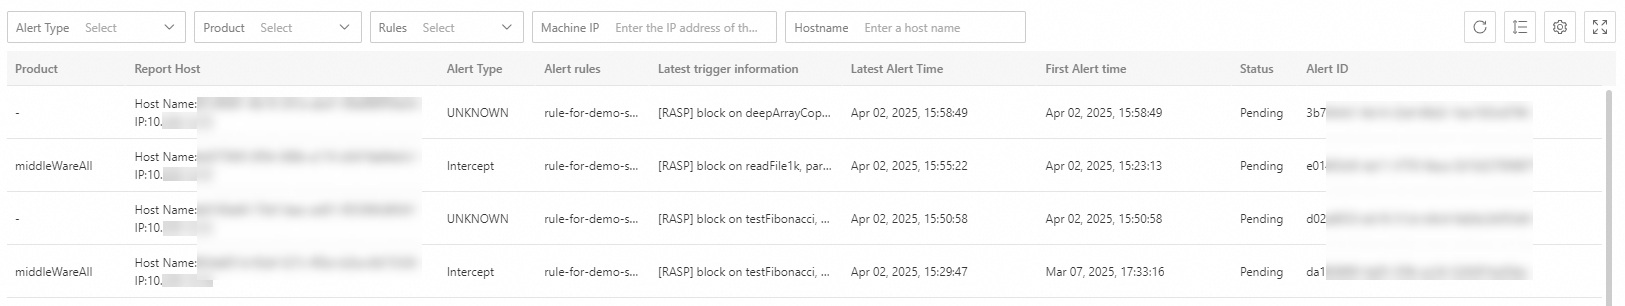 Alert Type Select Product Select Rules Select Machine IP Enter the IP address of th... Hostname Enter a host name
Product Report Host Alert Type Alert rules Latest trigger information Latest Alert Time First Alert time Status Alert ID
- Host Name: UNKNOWN rule-for-demo-s... [RASP] block on deepArrayCop... Apr 02, 2025, 15:58:49 Apr 02, 2025, 15:58:49 Pending 3b7
IP:10.
middleWareAll Host Name: Intercept rule-for-demo-s... [RASP] block on readFile1k, par... Apr 02, 2025, 15:55:22 Apr 02, 2025, 15:23:13 Pending e01
IP:10.
- Host Name: UNKNOWN rule-for-demo-s... [RASP] block on testFibonacci, ... Apr 02, 2025, 15:50:58 Apr 02, 2025, 15:50:58 Pending d02
IP:10.
middleWareAll Host Name: Intercept rule-for-demo-s... [RASP] block on testFibonacci, ... Apr 02, 2025, 15:29:47 Mar 07, 2025, 17:33:16 Pending da1
IP:10.